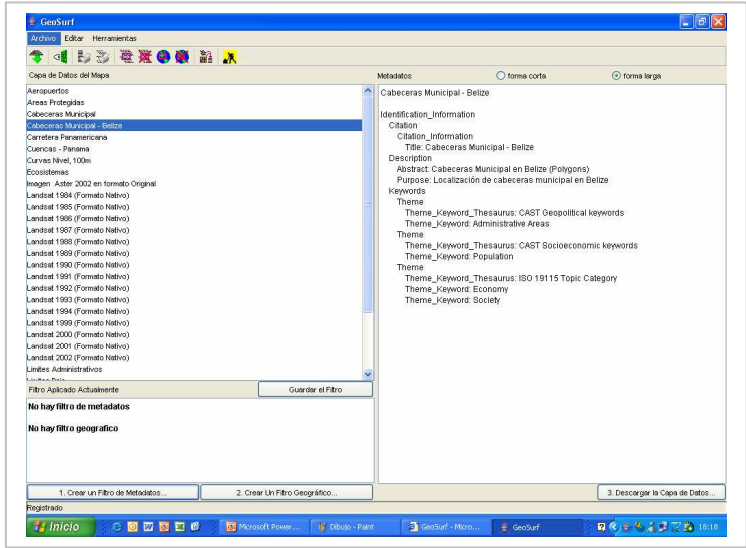 GeoSurf
Archivo Editar Herramientas
Capa de Datos del Mapa
Metadatos forma corta forma larga
Aeropuertos
Areas Protegidas
Cabeceras Municipal
Cabeceras Municipal - Belize
Carretera Panamericana
Cuencas - Panama
Curvas Nivel, 100m
Ecosistemas
Imagen Aster 2002 en formato Original
Landsat 1984 (Formato Nativo)
Landsat 1985 (Formato Nativo)
Landsat 1986 (Formato Nativo)
Landsat 1987 (Formato Nativo)
Landsat 1988 (Formato Nativo)
Landsat 1989 (Formato Nativo)
Landsat 1990 (Formato Nativo)
Landsat 1991 (Formato Nativo)
Landsat 1992 (Formato Nativo)
Landsat 1993 (Formato Nativo)
Landsat 1994 (Formato Nativo)
Landsat 1999 (Formato Nativo)
Landsat 2000 (Formato Nativo)
Landsat 2001 (Formato Nativo)
Landsat 2002 (Formato Nativo)
Limites Administrativos
Cabeceras Municipal - Belize
Identification_Information
Citation
Citation_Information
Title: Cabeceras Municipal - Belize
Description
Abstract: Cabeceras Municipal en Belize (Polygons)
Purpose: Localización de cabeceras municipal en Belize
Keywords
Theme
Theme_Keyword_Thesaurus: CAST Geopolitical keywords
Theme_Keyword: Administrative Areas
Theme
Theme_Keyword_Thesaurus: CAST Socioeconomic keywords
Theme_Keyword: Population
Theme
Theme_Keyword_Thesaurus: ISO 19115 Topic Category
Theme_Keyword: Economy
Theme_Keyword: Society
Filtro Aplicado Actualmente
Guardar el Filtro
No hay filtro de metadatos
No hay filtro geografico
1. Crear un Filtro de Metadatos...
2. Crear Un Filtro Geográfico...
3. Descargar la Capa de Datos...
Registrado
Inicio
Microsoft Power...
Dibujo - Paint
GeoSurf - Micro...
GeoSurf
18:18